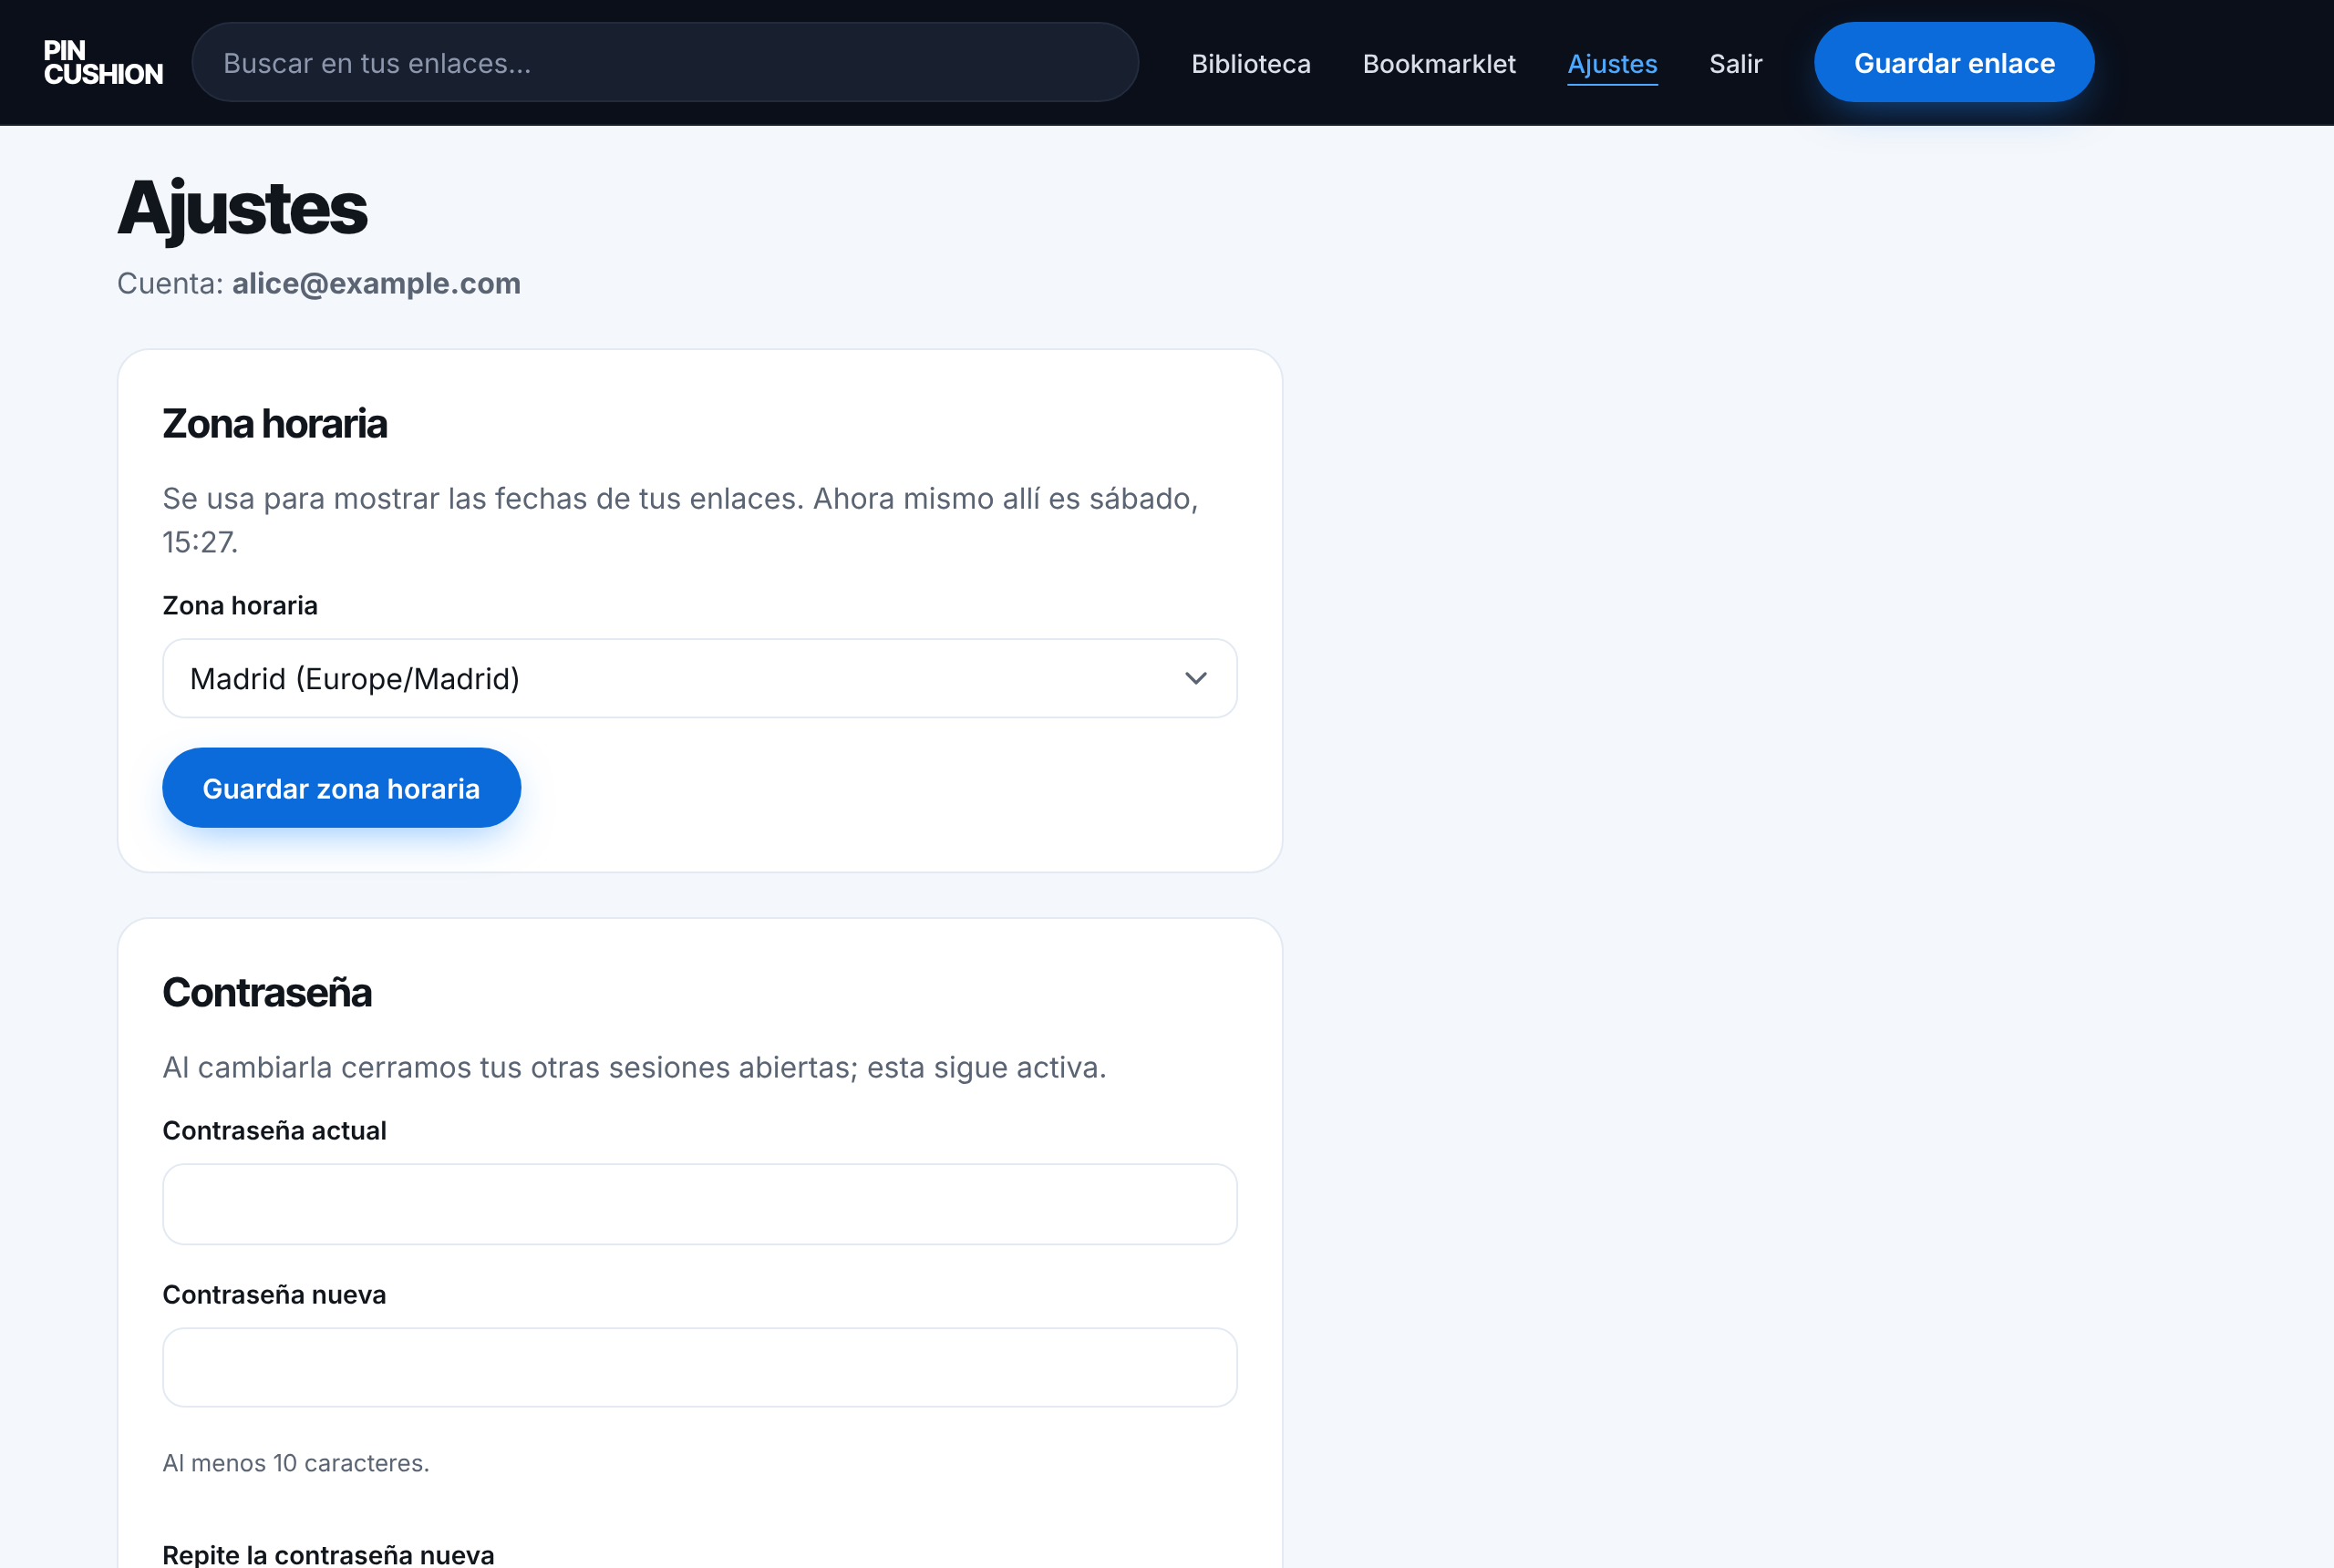 PIN
CUSHION
Buscar en tus enlaces...
Biblioteca
Bookmarklet
Ajustes
Salir
Guardar enlace
Ajustes
Cuenta: alice@example.com
Zona horaria
Se usa para mostrar las fechas de tus enlaces. Ahora mismo allí es sábado,
15:27.
Zona horaria
Madrid (Europe/Madrid)
Guardar zona horaria
Contraseña
Al cambiarla cerramos tus otras sesiones abiertas; esta sigue activa.
Contraseña actual
Contraseña nueva
Al menos 10 caracteres.
Repite la contraseña nueva